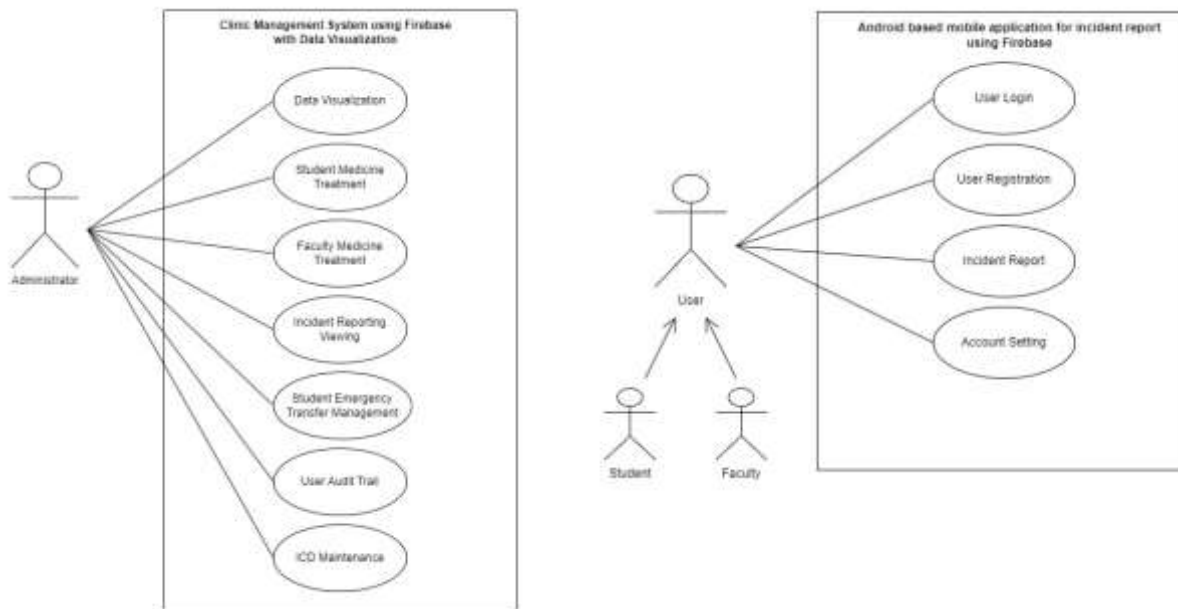 Clinic Management System using Firebase
with Data Visualization
Data Visualization
Student Medicine
Treatment
Faculty Medicine
Treatment
Incident Reporting
Viewing
Student Emergency
Transfer Management
User Audit Trail
ICD Maintenance
Administrator
Android based mobile application for incident report
using Firebase
User Login
User Registration
Incident Report
Account Setting
User
Student
Faculty